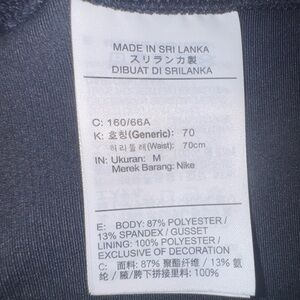 MADE IN SRI LANKA
スリランカ製
DIBUAT DI SRILANKA
C: 160/66A
K: 호칭(Generic): 70
허리둘레(Waist): 70cm
IN: Ukuran: M
Merek Barang: Nike
E: BODY: 87% POLYESTER /
13% SPANDEX / GUSSET
LINING: 100% POLYESTER /
EXCLUSIVE OF DECORATION
C: 面料: 87% 聚酯纤维 / 13% 氨
纶 / 腿/胯下拼接里料: 100%